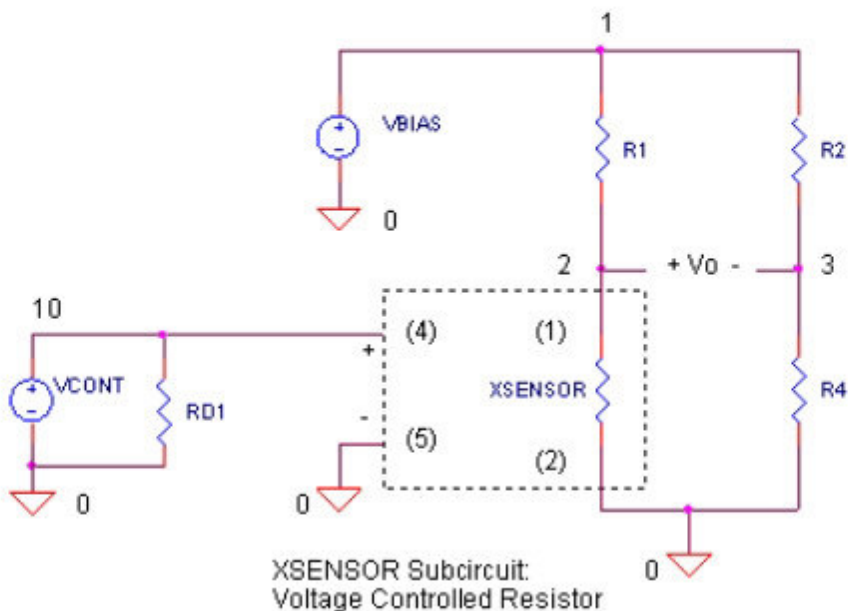 1
+
-
VBIAS
R1
R2
0
2
+ Vo -
3
10
(4)
(1)
+
+
-
VCONT
RD1
XSENSOR
R4
-
(5)
(2)
0
0
0
XSENSOR Subcircuit:
Voltage Controlled Resistor